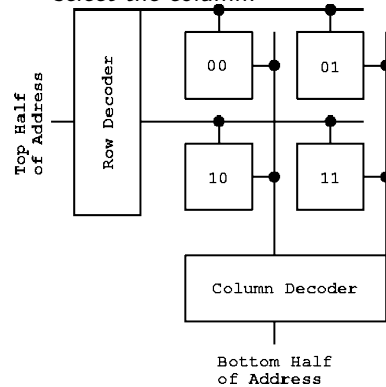 select the column.
Top Half
of Address
Row Decoder
00 01
10 11
Column Decoder
Bottom Half
of Address